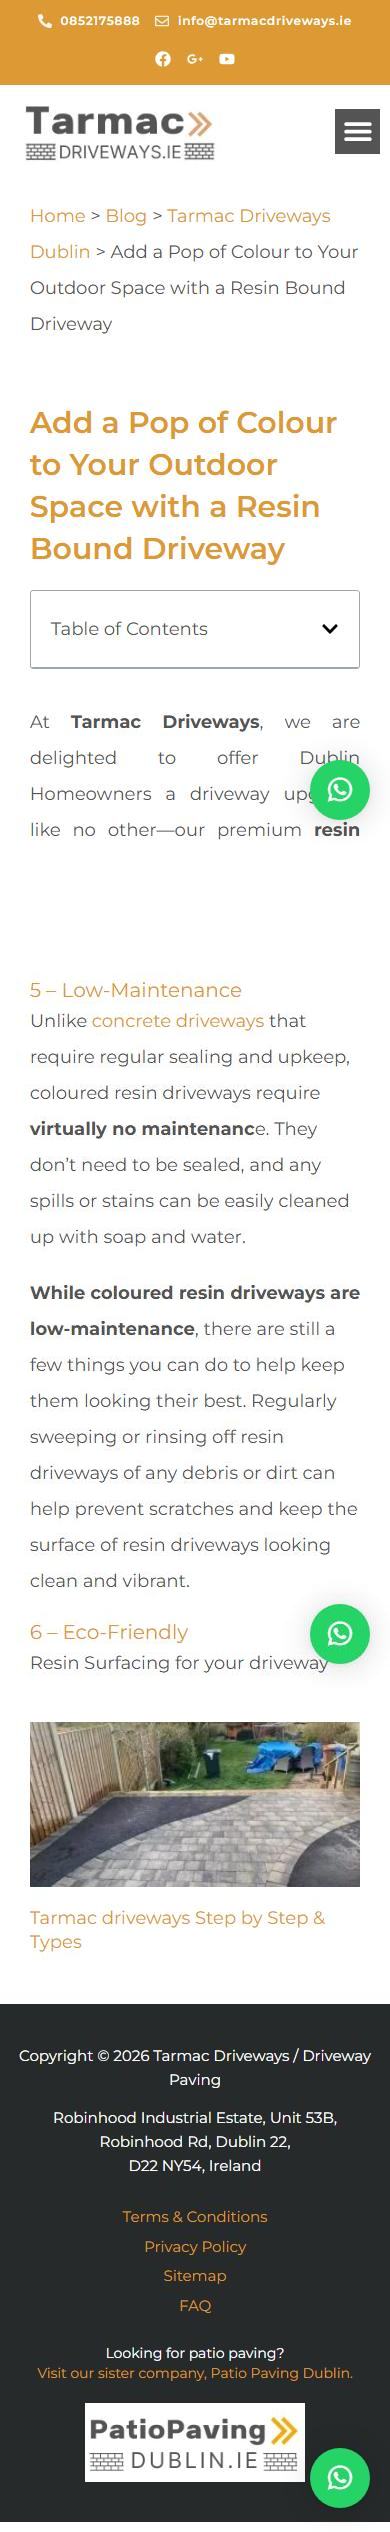 0852175888 info@tarmacdriveways.ie
Tarmac
DRIVEWAYS.IE
Home > Blog > Tarmac Driveways
Dublin > Add a Pop of Colour to Your
Outdoor Space with a Resin Bound
Driveway
Add a Pop of Colour
to Your Outdoor
Space with a Resin
Bound Driveway
Table of Contents
At Tarmac Driveways, we are
delighted to offer Dublin
Homeowners a driveway
like no other—our premium resin
5 – Low-Maintenance
Unlike concrete driveways that
require regular sealing and upkeep,
coloured resin driveways require
virtually no maintenance. They
don’t need to be sealed, and any
spills or stains can be easily cleaned
up with soap and water.
While coloured resin driveways are
low-maintenance, there are still a
few things you can do to help keep
them looking their best. Regularly
sweeping or rinsing off resin
driveways of any debris or dirt can
help prevent scratches and keep the
surface of resin driveways looking
clean and vibrant.
6 – Eco-Friendly
Resin Surfacing for your driveway
Tarmac driveways Step by Step &
Types
Copyright © 2026 Tarmac Driveways / Driveway
Paving
Robinhood Industrial Estate, Unit 53B,
Robinhood Rd, Dublin 22,
D22 NY54, Ireland
Terms & Conditions
Privacy Policy
Sitemap
FAQ
Looking for patio paving?
Visit our sister company, Patio Paving Dublin.
PatioPaving
DUBLIN.IE